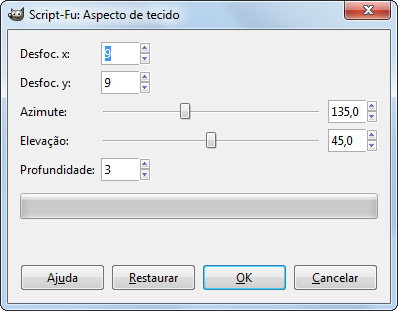 Script-Fu: Aspecto de tecido
Desfoc. x: 9
Desfoc. y: 9
Azimute: 135,0
Elevação: 45,0
Profundidade: 3
Ajuda Restaurar OK Cancelar